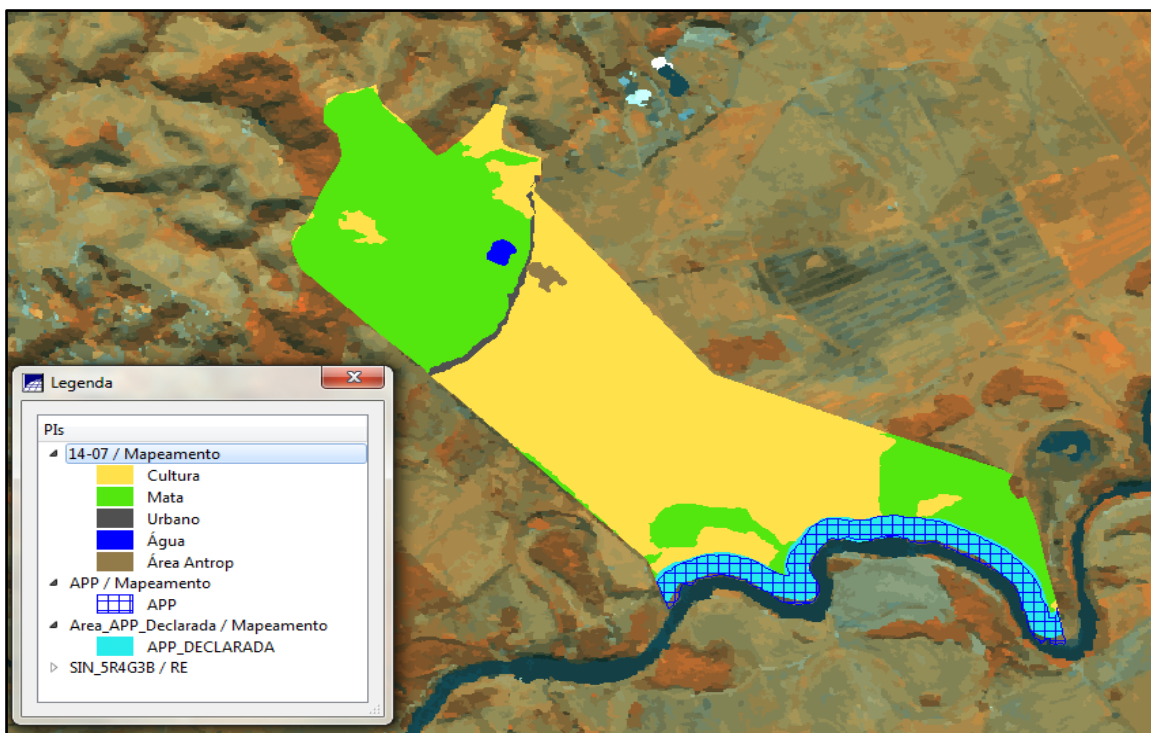 Legenda
PIs
14-07 / Mapeamento
Cultura
Mata
Urbano
Água
Área Antrop
APP / Mapeamento
APP
Area_APP_Declarada / Mapeamento
APP_DECLARADA
SIN_5R4G3B / RE